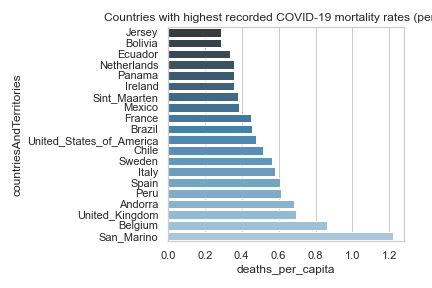 Countries with highest recorded COVID-19 mortality rates (per
Jersey
Bolivia
Ecuador
Netherlands
Panama
Ireland
Sint_Maarten
Mexico
France
Brazil
United_States_of_America
Chile
Sweden
Italy
Spain
Peru
Andorra
United_Kingdom
Belgium
San_Marino
countriesAndTerritories
0.0 0.2 0.4 0.6 0.8 1.0 1.2
deaths_per_capita